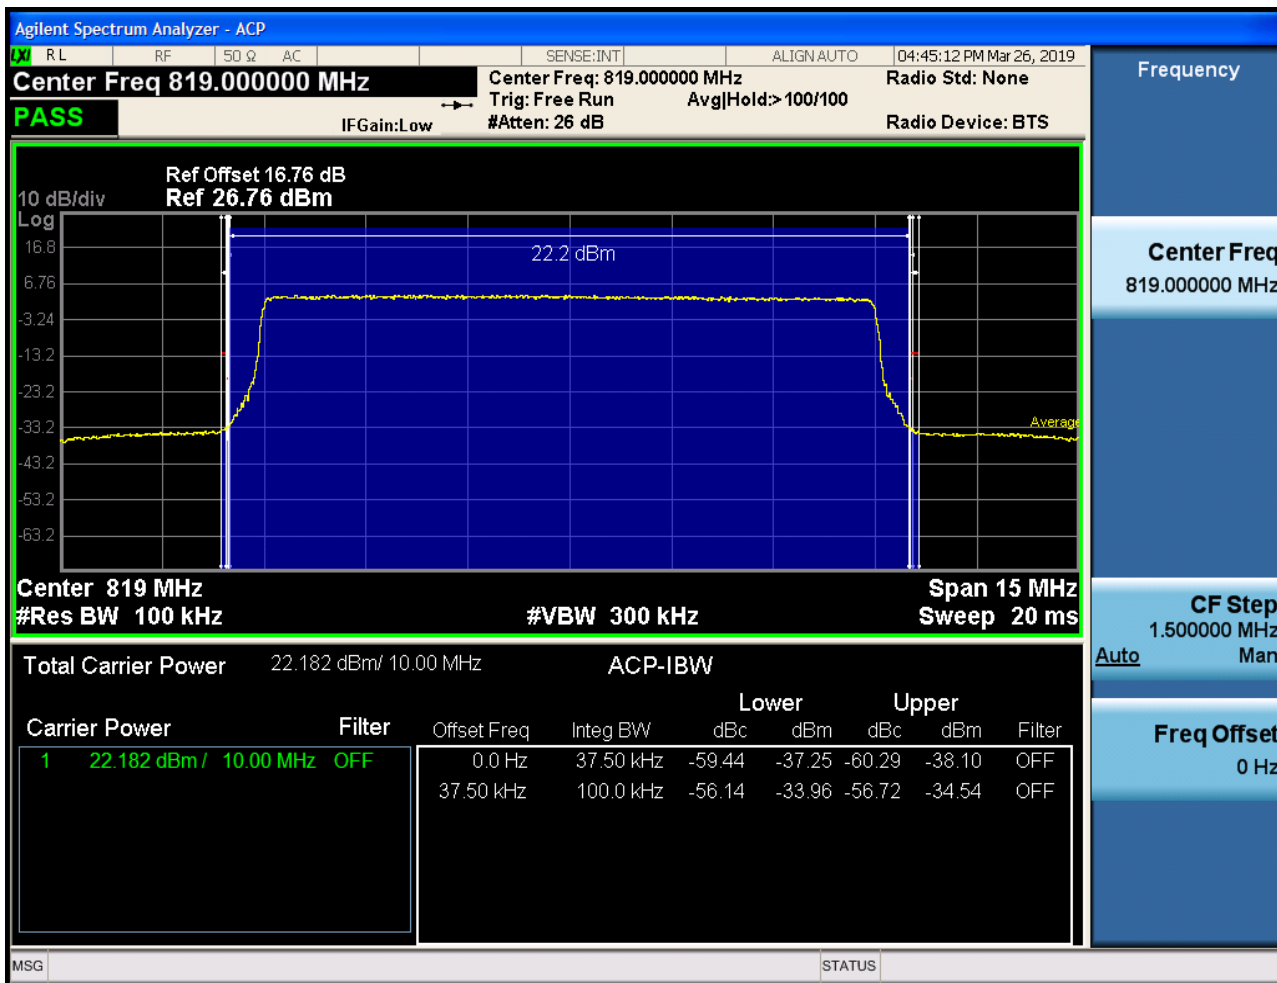 Agilent Spectrum Analyzer - ACP
LXI RL RF 50 Ω AC SENSE:INT ALIGN AUTO 04:45:12 PM Mar 26, 2019
Center Freq 819.000000 MHz Center Freq: 819.000000 MHz Radio Std: None
Trig: Free Run Avg|Hold:>100/100
PASS IFGain:Low #Atten: 26 dB Radio Device: BTS
Ref Offset 16.76 dB
10 dB/div Ref 26.76 dBm
Log
16.8
22.2 dBm
6.76
-3.24
-13.2
-23.2
-33.2
Average
-43.2
-53.2
-63.2
Center 819 MHz Span 15 MHz
#Res BW 100 kHz #VBW 300 kHz Sweep 20 ms
Total Carrier Power 22.182 dBm/ 10.00 MHz ACP-IBW
Lower Upper
Carrier Power Filter Offset Freq Integ BW dBc dBm dBc dBm Filter
1 22.182 dBm / 10.00 MHz OFF 0.0 Hz 37.50 kHz -59.44 -37.25 -60.29 -38.10 OFF
37.50 kHz 100.0 kHz -56.14 -33.96 -56.72 -34.54 OFF
MSG STATUS
Frequency
Center Freq
819.000000 MHz
CF Step
1.500000 MHz
Auto Man
Freq Offset
0 Hz